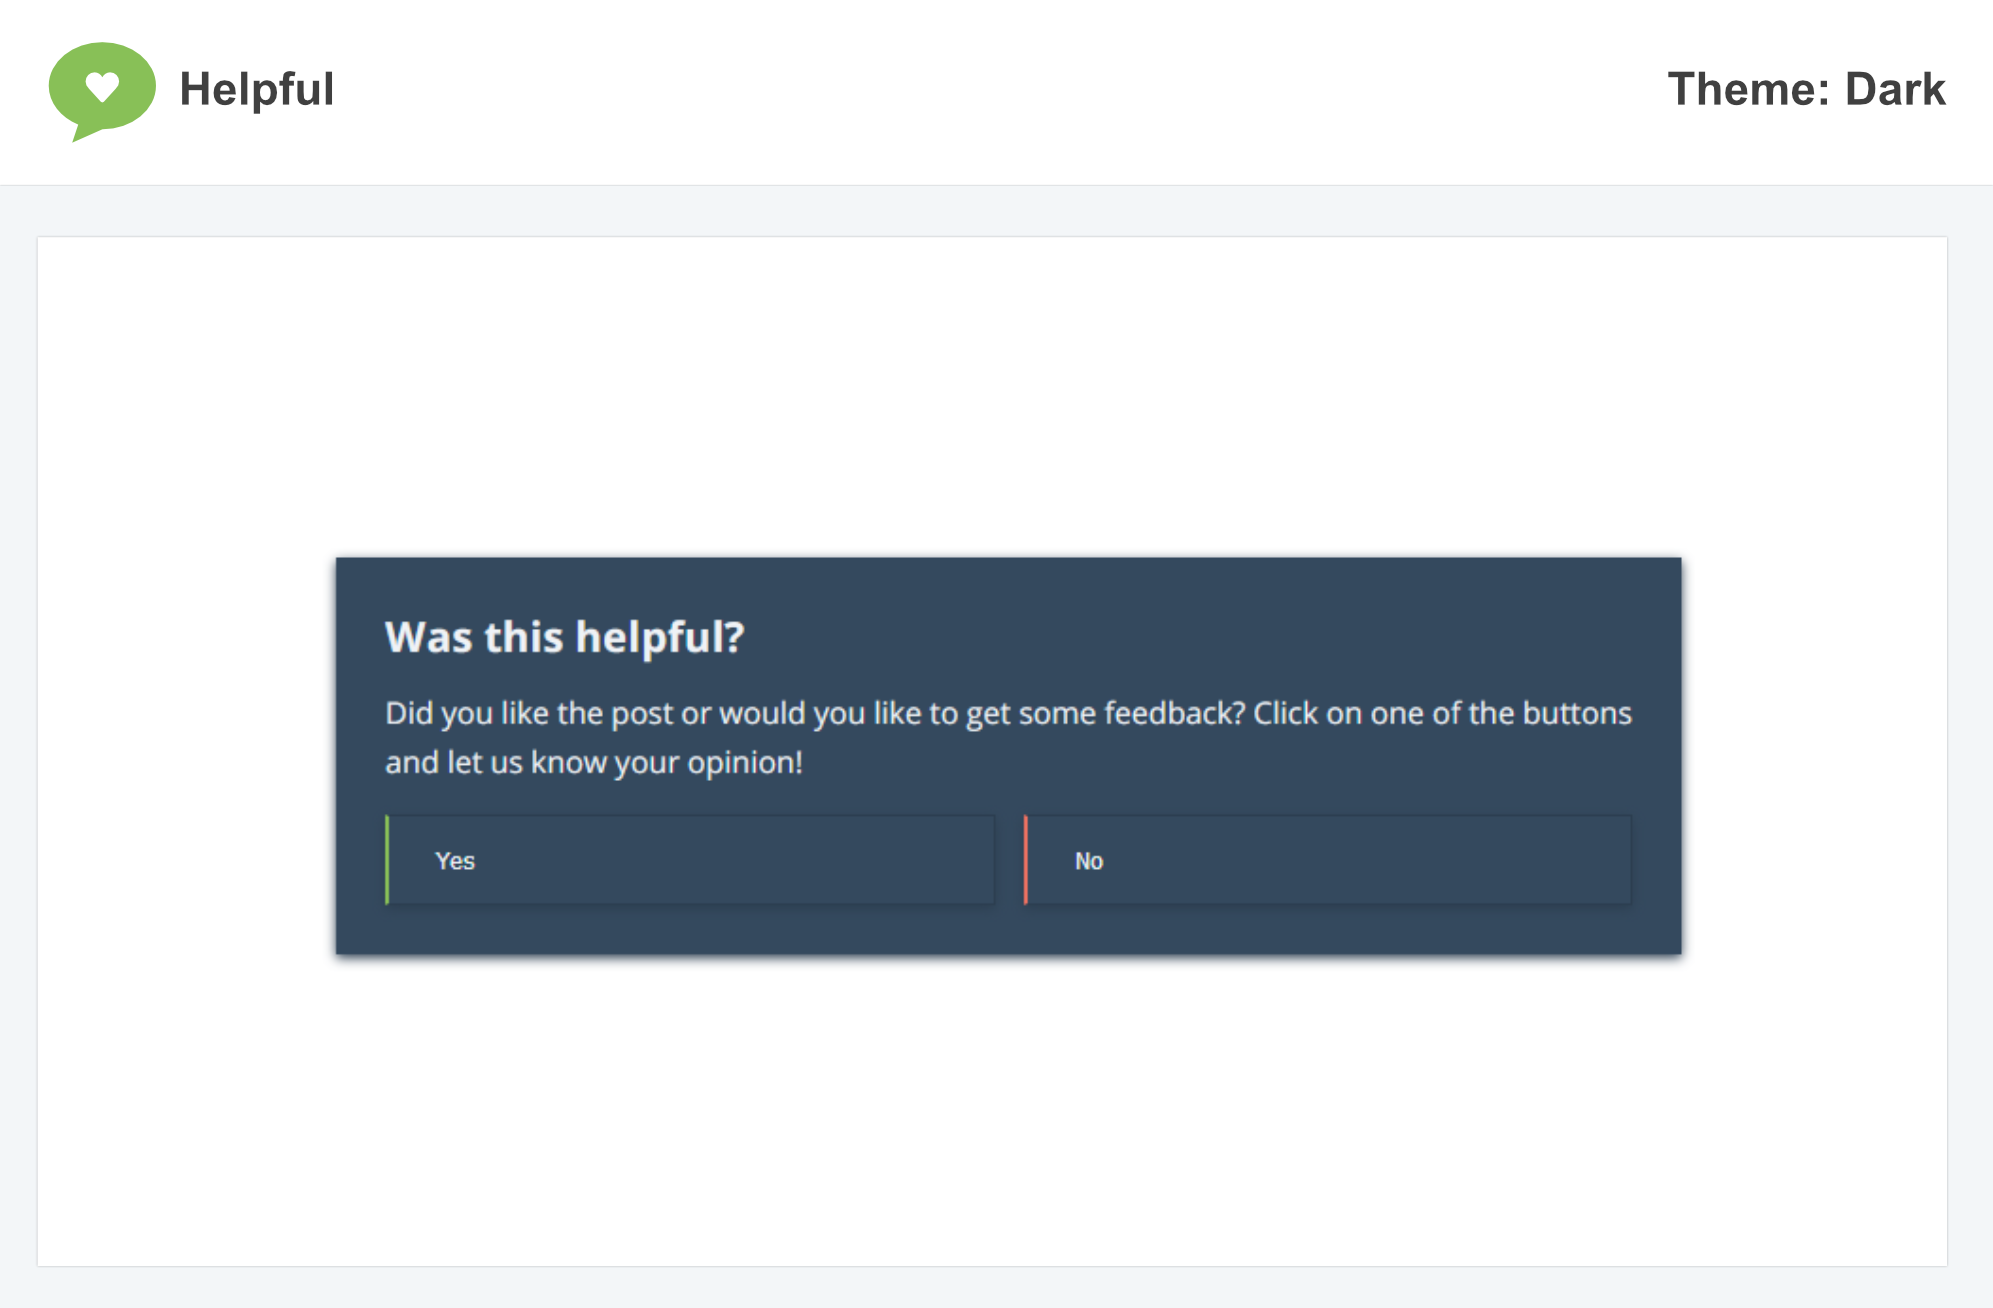 Helpful
Theme: Dark
Was this helpful?
Did you like the post or would you like to get some feedback? Click on one of the buttons
and let us know your opinion!
Yes
No